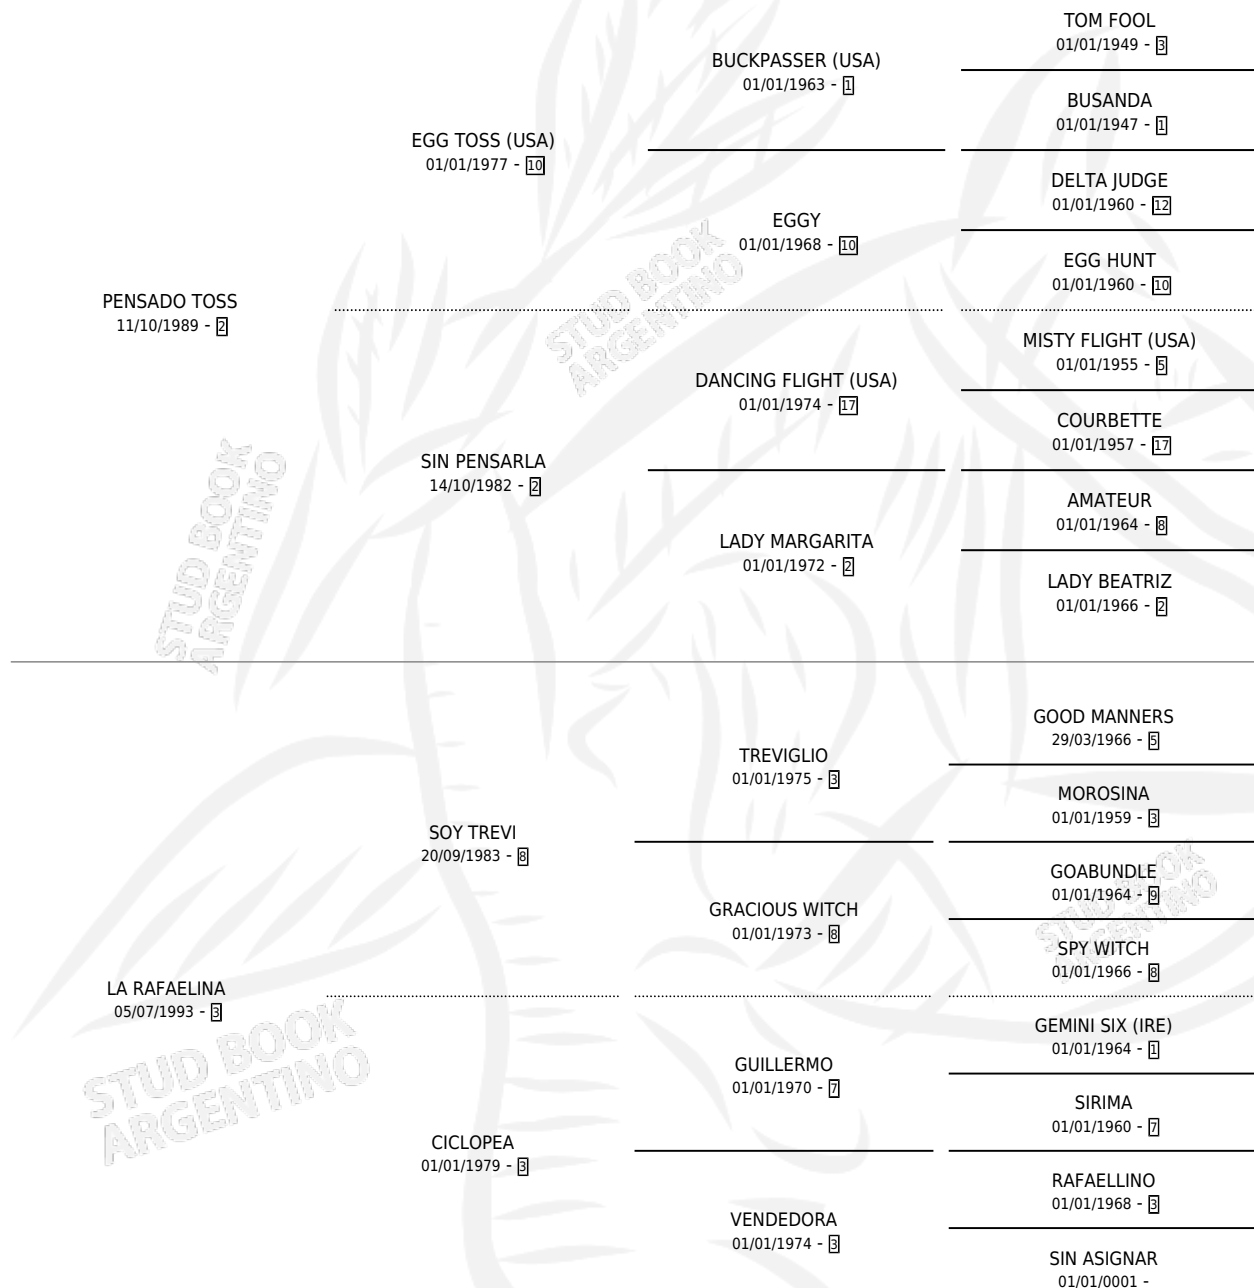 TOM FOOL
01/01/1949 - 3
BUCKPASSER (USA)
01/01/1963 - 1
BUSANDA
01/01/1947 - 1
EGG TOSS (USA)
01/01/1977 - 10
DELTA JUDGE
01/01/1960 - 12
EGGY
01/01/1968 - 10
EGG HUNT
01/01/1960 - 10
PENSADO TOSS
11/10/1989 - 2
STUD BOOK
ARGENTINO
MISTY FLIGHT (USA)
01/01/1955 - 5
DANCING FLIGHT (USA)
01/01/1974 - 17
COURBETTE
01/01/1957 - 17
SIN PENSARLA
14/10/1982 - 2
AMATEUR
01/01/1964 - 8
LADY MARGARITA
01/01/1972 - 2
LADY BEATRIZ
01/01/1966 - 2
STUD BOOK
ARGENTINO
GOOD MANNERS
29/03/1966 - 5
TREVIGLIO
01/01/1975 - 3
MOROSINA
01/01/1959 - 3
SOY TREVI
20/09/1983 - 8
GOABUNDLE
01/01/1964 - 9
GRACIOUS WITCH
01/01/1973 - 8
STUD BOOK
ARGENTINO
SPY WITCH
01/01/1966 - 8
LA RAFAELINA
05/07/1993 - 3
GEMINI SIX (IRE)
01/01/1964 - 1
GUILLERMO
01/01/1970 - 7
SIRIMA
01/01/1960 - 7
STUD BOOK
ARGENTINO
CICLOPEA
01/01/1979 - 3
RAFAELLINO
01/01/1968 - 3
VENDEDORA
01/01/1974 - 3
SIN ASIGNAR
01/01/0001 -